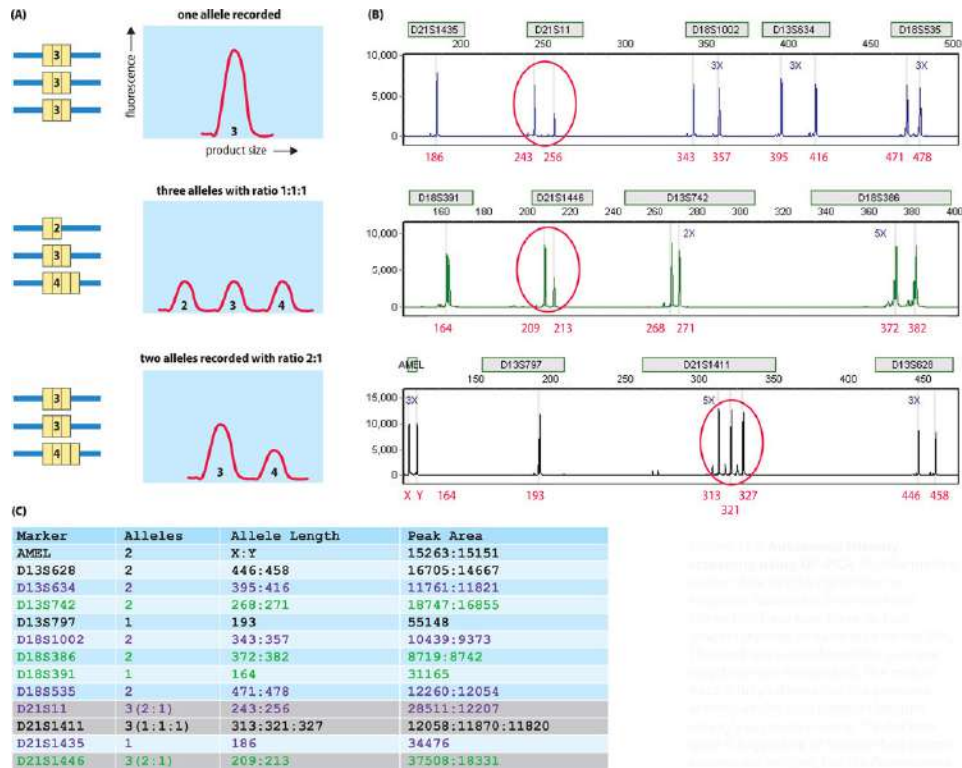 (A)
one allele recorded
3
3
3
fluorescence
3
product size
three alleles with ratio 1:1:1
2
3
4
2 3 4
two alleles recorded with ratio 2:1
3
3
4
3 4
(B)
D21S1435 D21S11 D18S1002 D13S634 D18S535
200 250 300 350 400 450 500
10,000 3X 3X 3X
5,000
0
186 243 256 343 357 395 416 471 478
D18S391 D21S1446 D13S742 D18S386
160 180 200 220 240 260 280 300 320 340 360 380 400
10,000 2X 5X
5,000
0
164 209 213 268 271 372 382
AMEL D13S797 D21S1411 D13S628
150 200 250 300 350 400 450
15,000 3X 5X 3X
10,000
5,000
0
X Y 164 193 313 327 446 458
321
(C)
Marker Alleles Allele Length Peak Area
AMEL 2 X:Y 15263:15151
D13S628 2 446:458 16705:14667
D13S634 2 395:416 11761:11821
D13S742 2 268:271 18747:16855
D13S797 1 193 55148
D18S1002 2 343:357 10439:9373
D18S386 2 372:382 8719:8742
D18S391 1 164 31165
D18S535 2 471:478 12260:12054
D21S11 3(2:1) 243:256 28511:12207
D21S1411 3(1:1:1) 313:321:327 12058:11870:11820
D21S1435 1 186 34476
D21S1446 3(2:1) 209:213 37508:18331